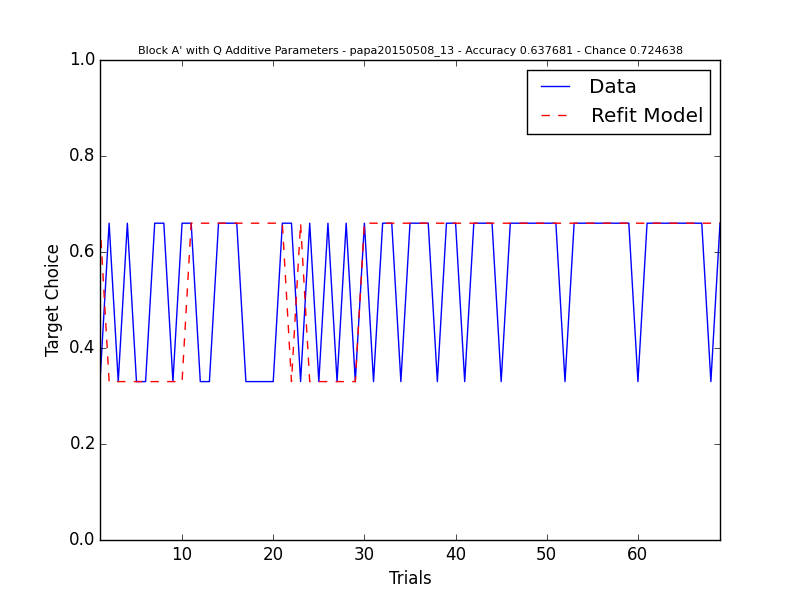 Block A' with Q Additive Parameters - papa20150508_13 - Accuracy 0.637681 - Chance 0.724638
1.0
Data
Refit Model
0.8
0.6
Target Choice
0.4
0.2
0.0
10 20 30 40 50 60
Trials